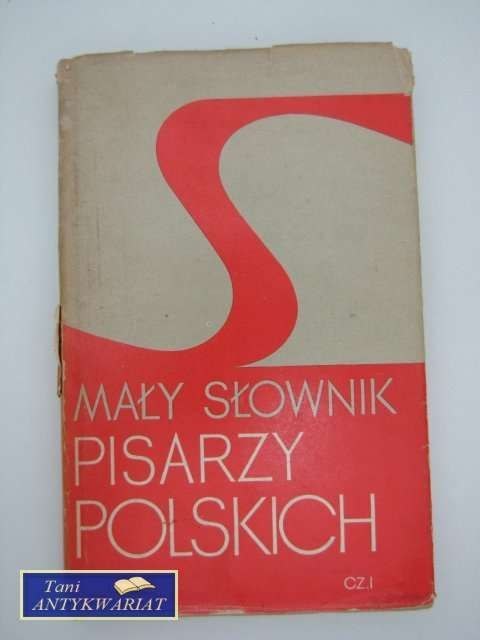 MAŁY SŁOWNIK
PISARZY
POLSKICH
CZ.I
Tani
ANTYKWARIAT